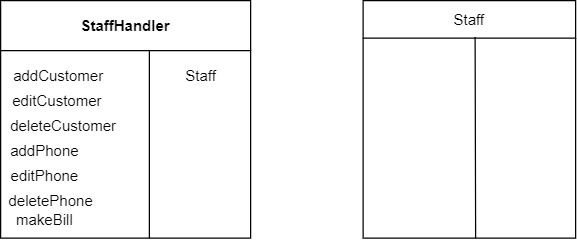 StaffHandler
addCustomer
editCustomer
deleteCustomer
addPhone
editPhone
deletePhone
makeBill
Staff
Staff